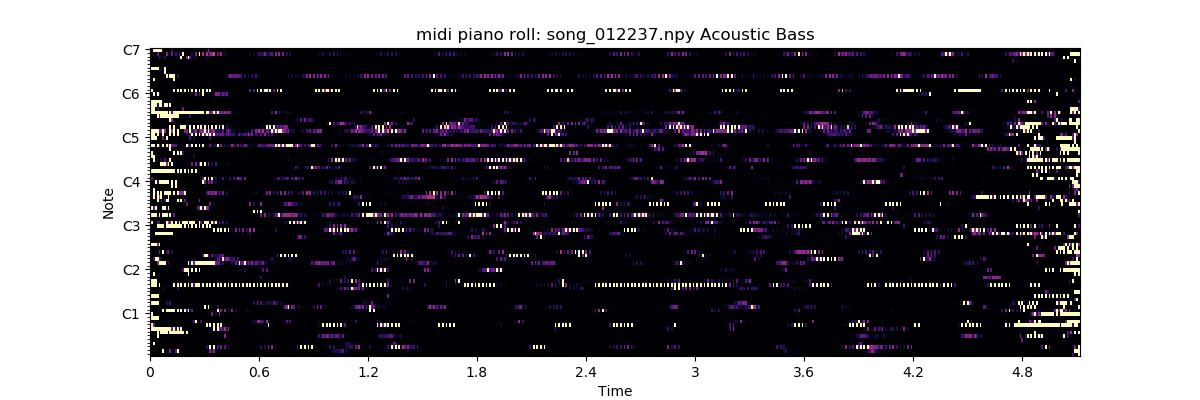 midi piano roll: song_012237.npy Acoustic Bass
C7
C6
C5
C4
C3
C2
C1
Note
0 0.6 1.2 1.8 2.4 3 3.6 4.2 4.8
Time